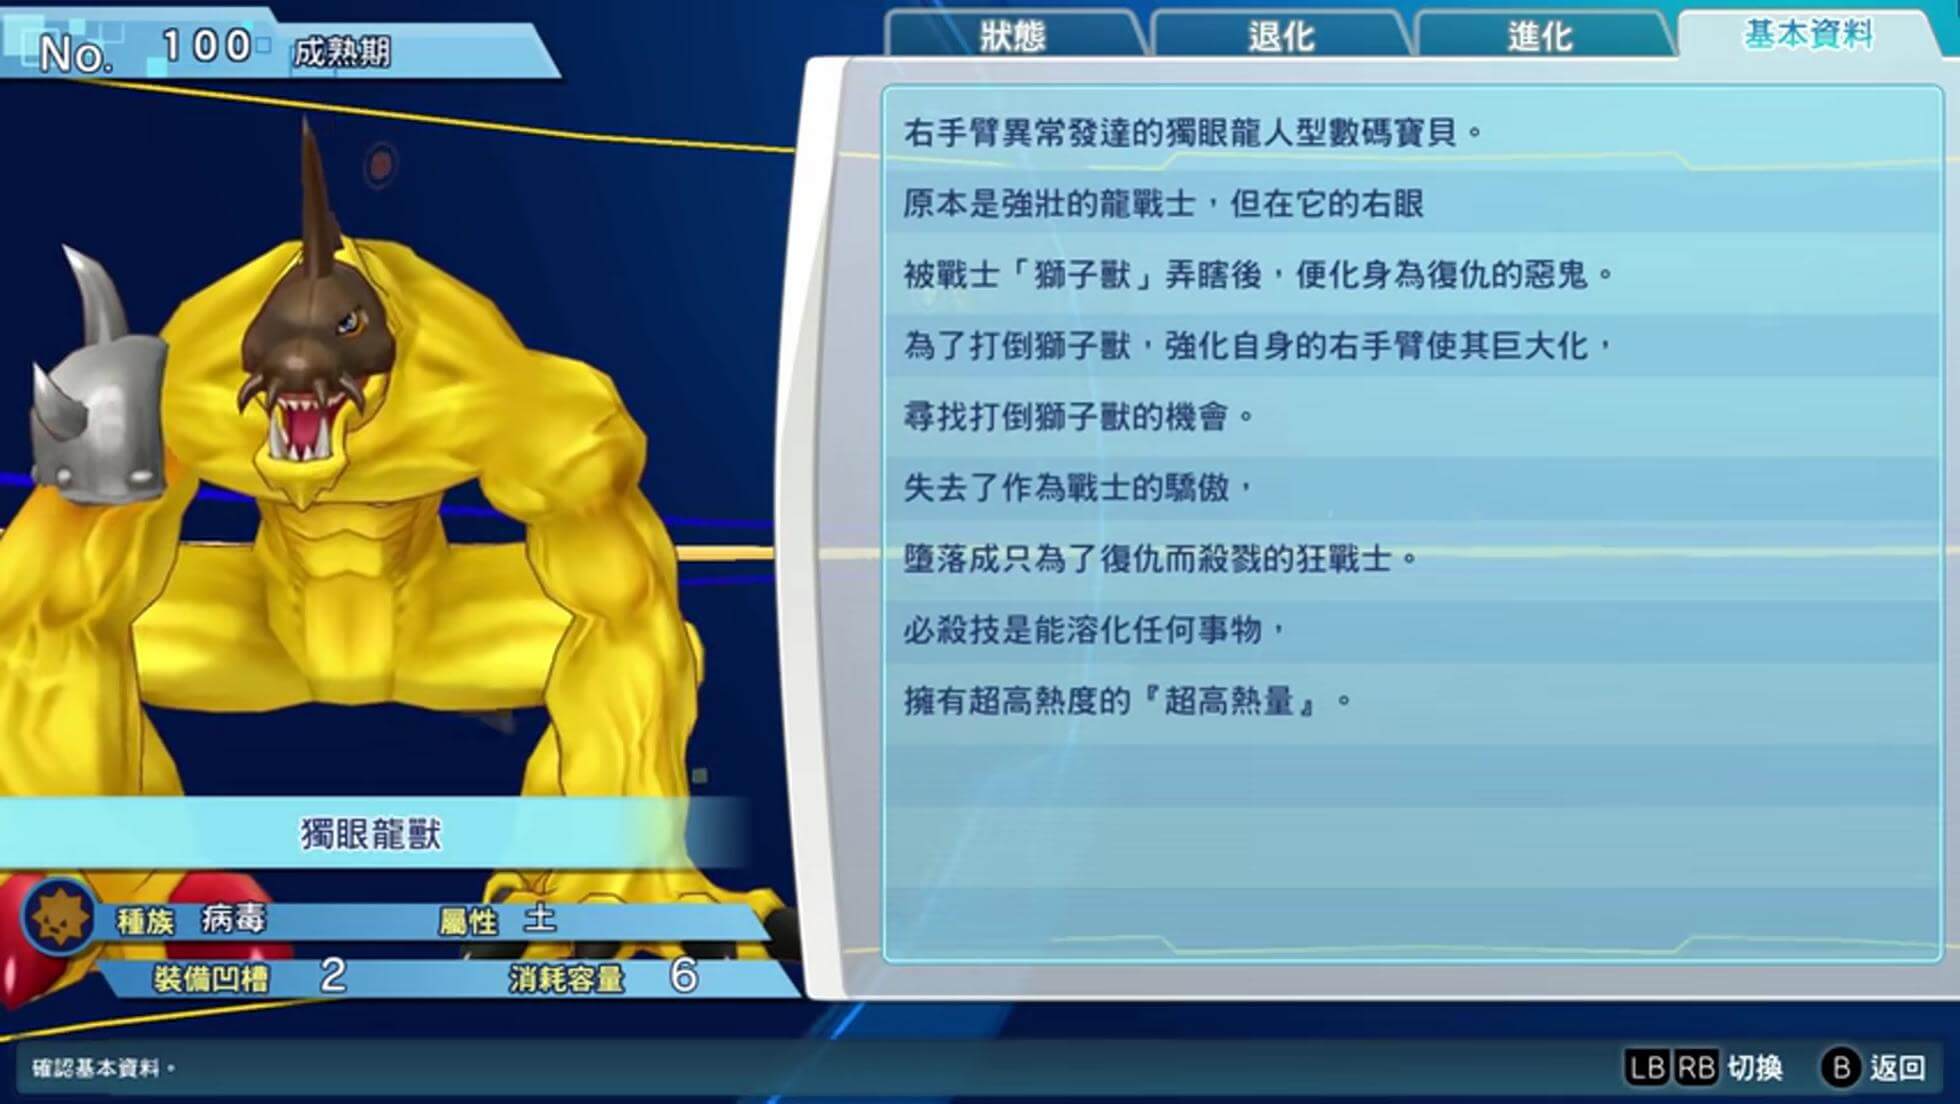 No. 100 成熟期
狀態 退化 進化 基本資料
右手臂異常發達的獨眼龍人型數碼寶貝。
原本是強壯的龍戰士，但在它的右眼
被戰士「獅子獸」弄瞎後，便化身為復仇的惡鬼。
為了打倒獅子獸，強化自身的右手臂使其巨大化，
尋找打倒獅子獸的機會。
失去了作為戰士的驕傲，
墮落成只為了復仇而殺戮的狂戰士。
必殺技是能溶化任何事物，
擁有超高熱度的『超高熱量』。
獨眼龍獸
種族 病毒 屬性 土
裝備凹槽 2 消耗容量 6
確認基本資料。
LB RB 切換 B 返回